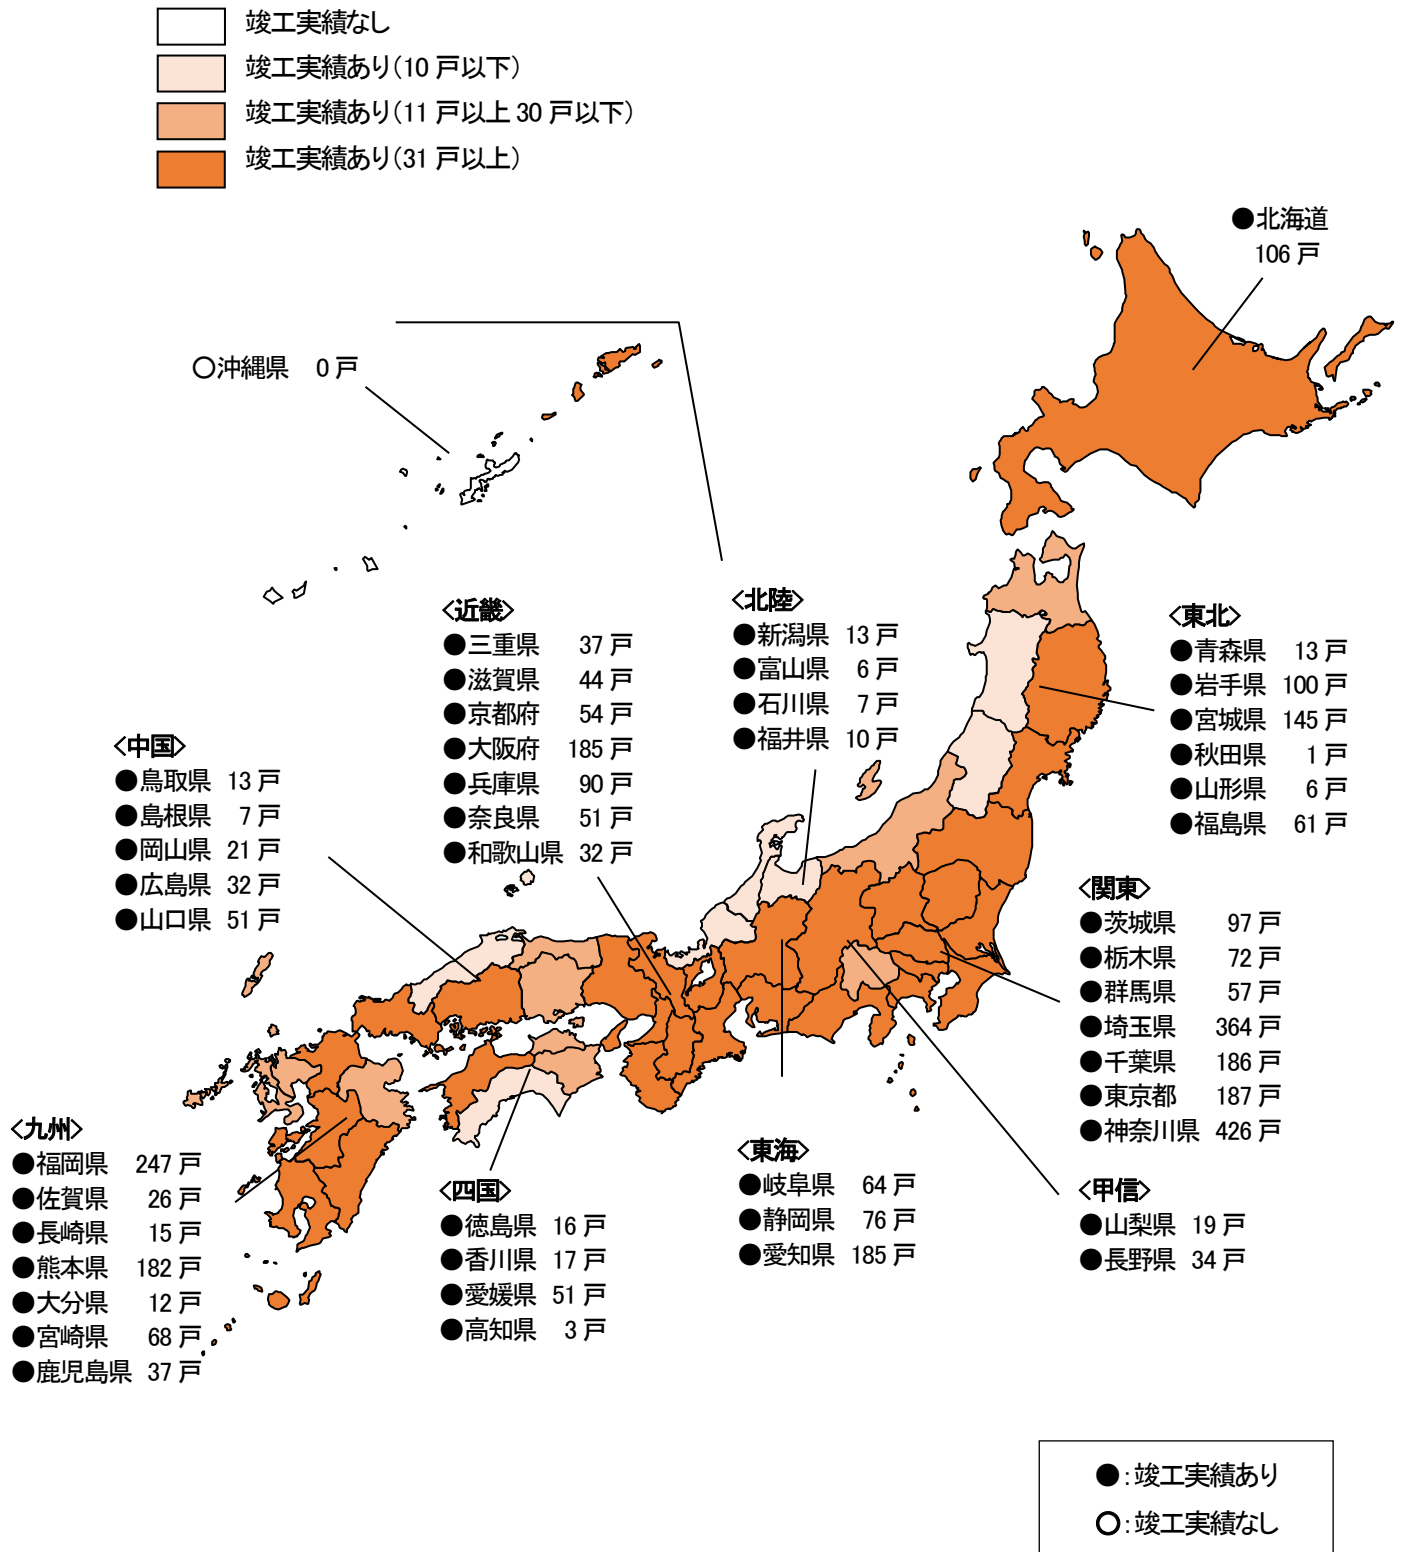 竣工実績なし
竣工実績あり(10 戸以下)
竣工実績あり(11 戸以上 30 戸以下)
竣工実績あり(31 戸以上)
●北海道
106 戸
○沖縄県 0 戸
<近畿>
●三重県 37 戸
●滋賀県 44 戸
●京都府 54 戸
●大阪府 185 戸
●兵庫県 90 戸
●奈良県 51 戸
●和歌山県 32 戸
<北陸>
●新潟県 13 戸
●富山県 6 戸
●石川県 7 戸
●福井県 10 戸
<東北>
●青森県 13 戸
●岩手県 100 戸
●宮城県 145 戸
●秋田県 1 戸
●山形県 6 戸
●福島県 61 戸
<中国>
●鳥取県 13 戸
●島根県 7 戸
●岡山県 21 戸
●広島県 32 戸
●山口県 51 戸
<関東>
●茨城県 97 戸
●栃木県 72 戸
●群馬県 57 戸
●埼玉県 364 戸
●千葉県 186 戸
●東京都 187 戸
●神奈川県 426 戸
<九州>
●福岡県 247 戸
●佐賀県 26 戸
●長崎県 15 戸
●熊本県 182 戸
●大分県 12 戸
●宮崎県 68 戸
●鹿児島県 37 戸
<四国>
●徳島県 16 戸
●香川県 17 戸
●愛媛県 51 戸
●高知県 3 戸
<東海>
●岐阜県 64 戸
●静岡県 76 戸
●愛知県 185 戸
<甲信>
●山梨県 19 戸
●長野県 34 戸
●:竣工実績あり
○:竣工実績なし